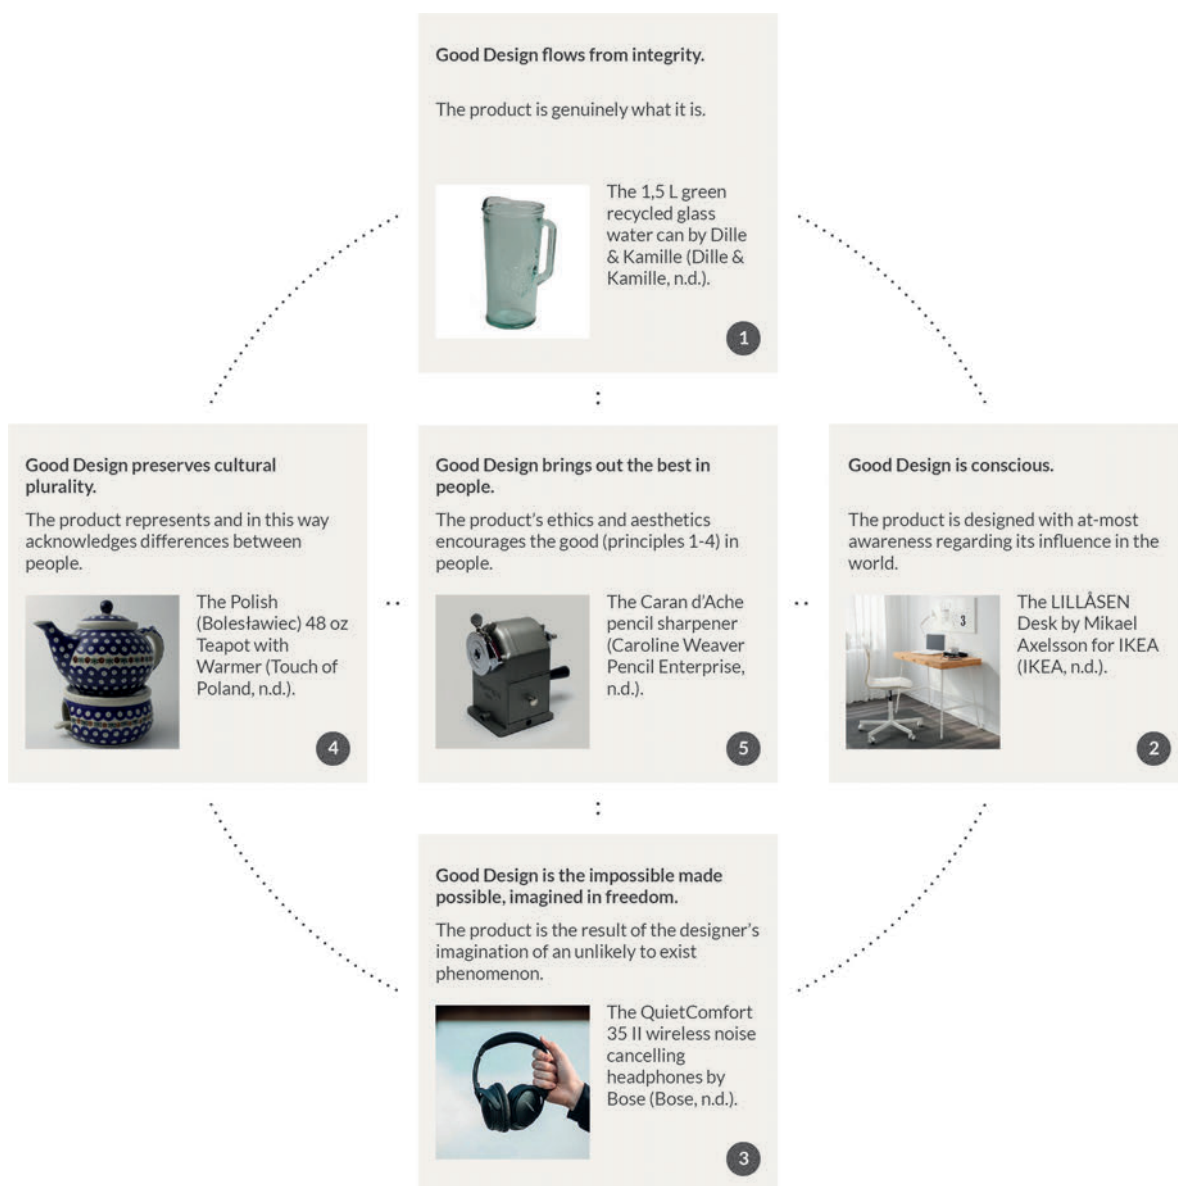 Good Design flows from integrity.
The product is genuinely what it is.
The 1,5 L green
recycled glass
water can by Dille
& Kamille (Dille &
Kamille, n.d.).
1
Good Design preserves cultural
plurality.
The product represents and in this way
acknowledges differences between
people.
The Polish
(Bolesławiec) 48 oz
Teapot with
Warmer (Touch of
Poland, n.d.).
4
Good Design brings out the best in
people.
The product's ethics and aesthetics
encourages the good (principles 1-4) in
people.
The Caran d'Ache
pencil sharpener
(Caroline Weaver
Pencil Enterprise,
n.d.).
5
Good Design is conscious.
The product is designed with at-most
awareness regarding its influence in the
world.
3
The LILLÅSEN
Desk by Mikael
Axelsson for IKEA
(IKEA, n.d.).
2
Good Design is the impossible made
possible, imagined in freedom.
The product is the result of the designer's
imagination of an unlikely to exist
phenomenon.
The QuietComfort
35 II wireless noise
cancelling
headphones by
Bose (Bose, n.d.).
3